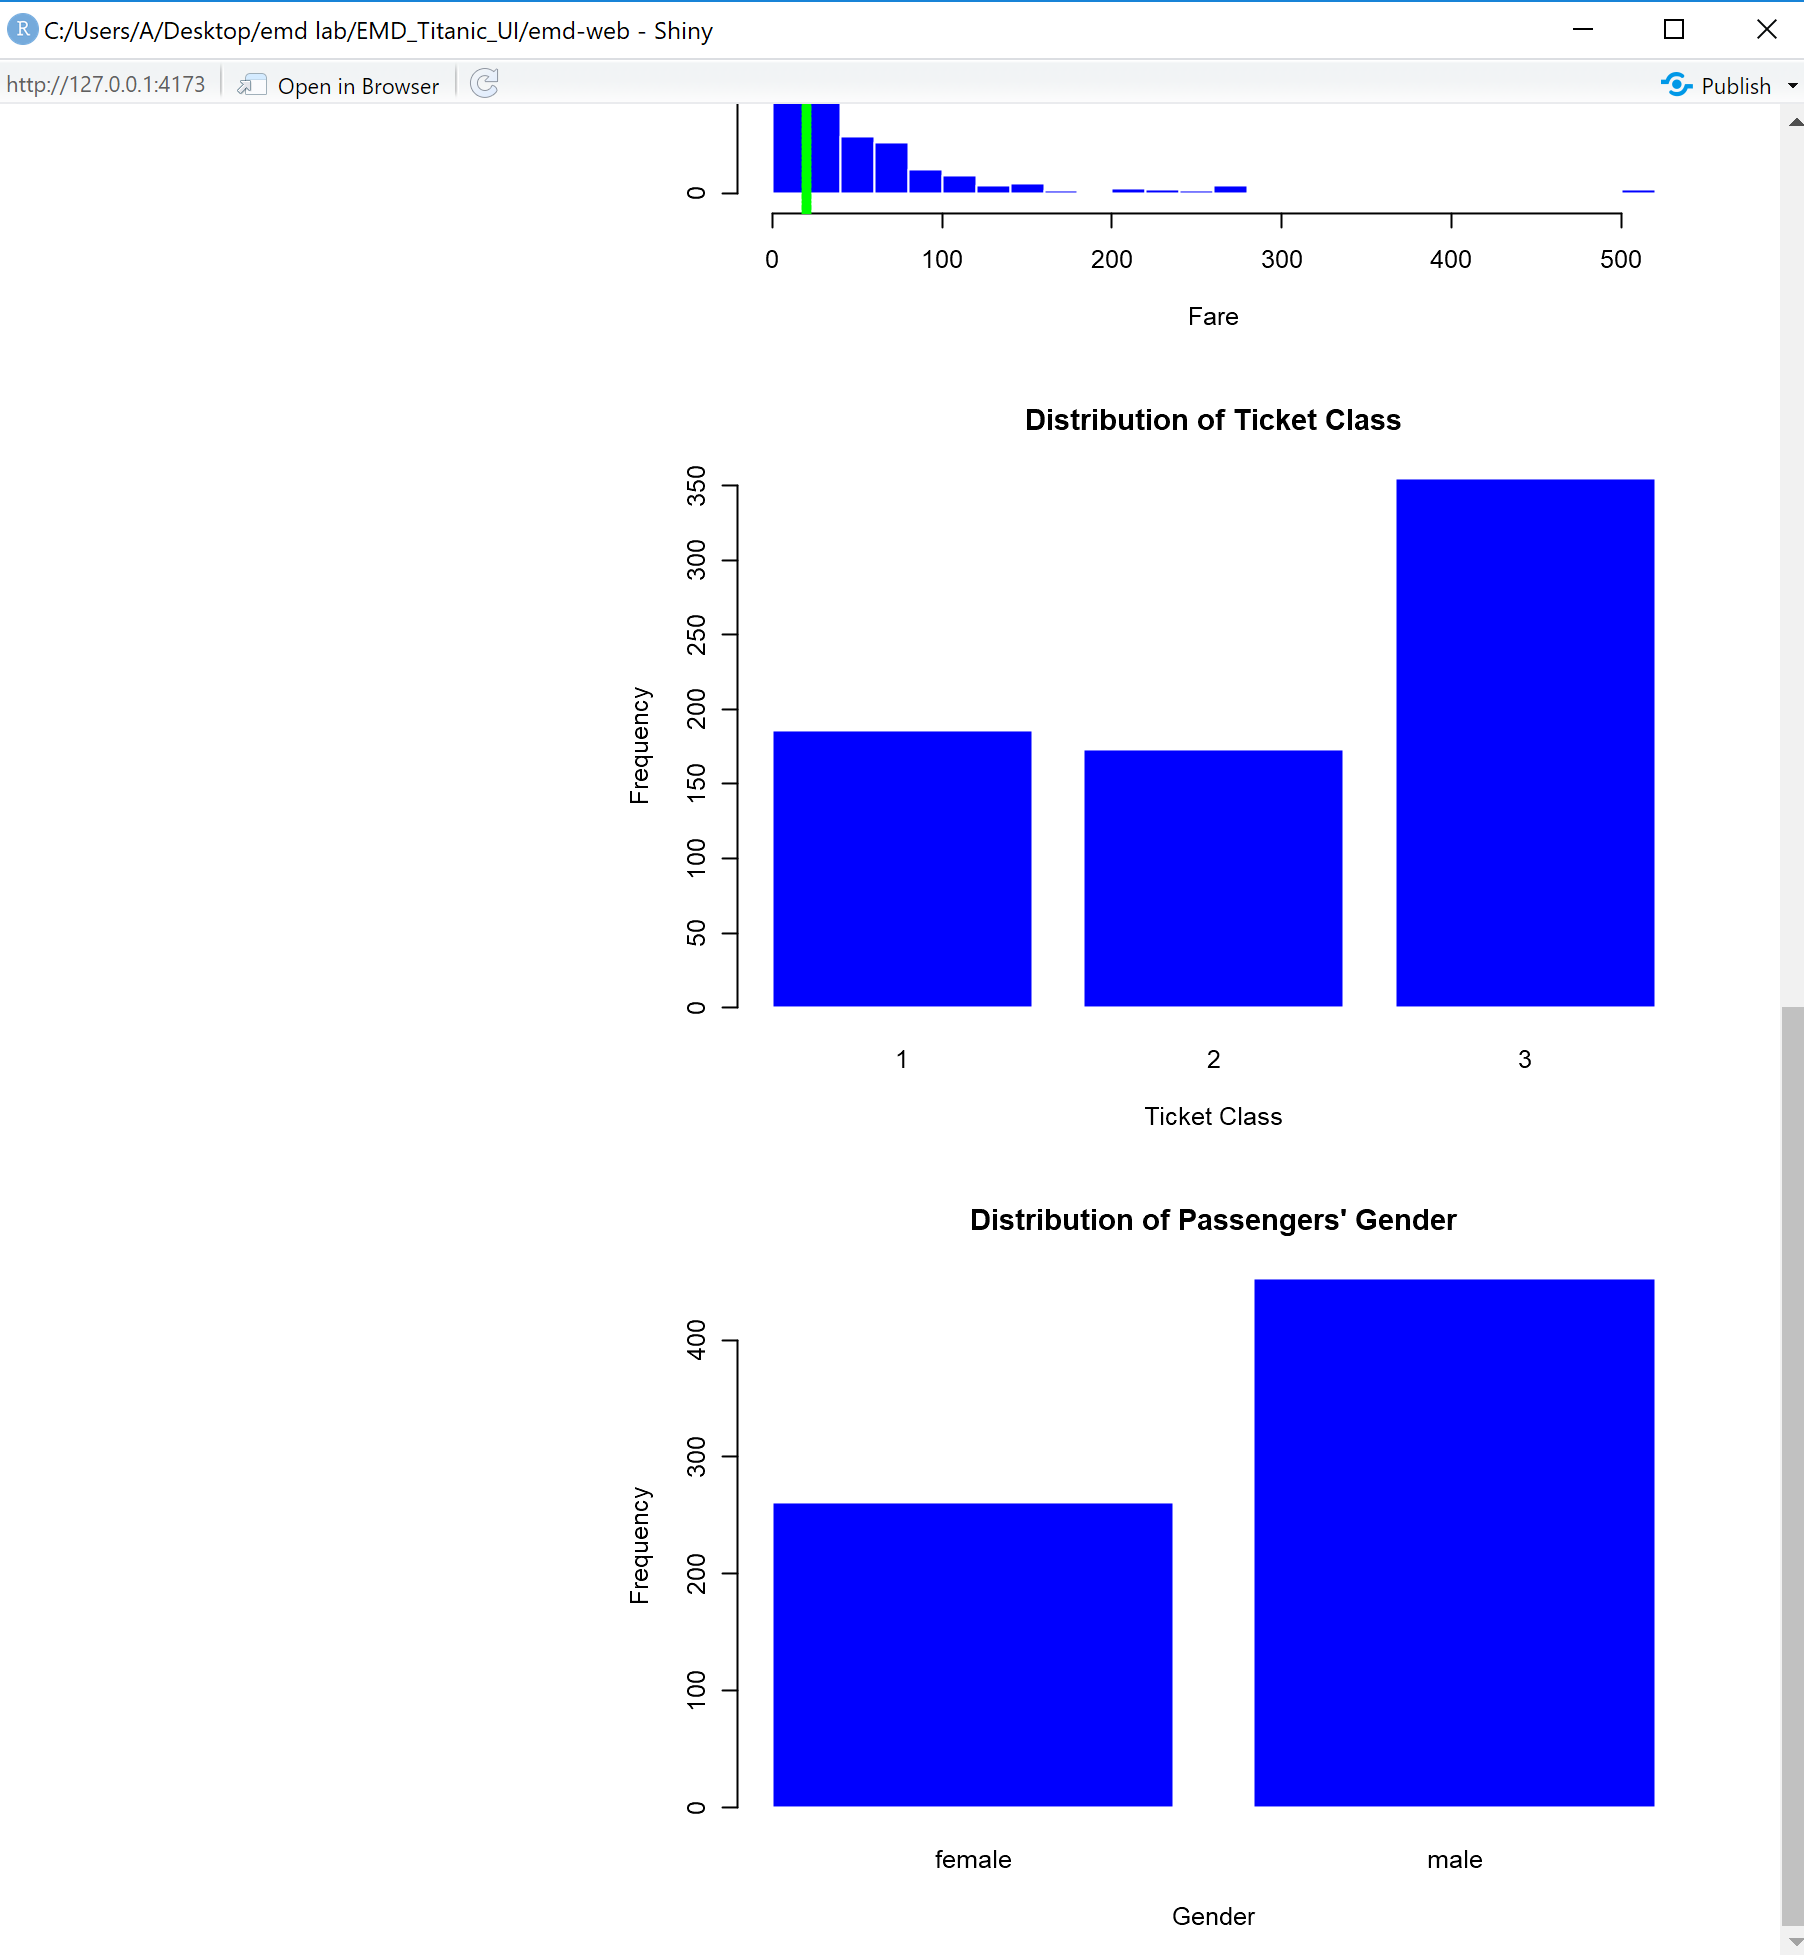 R C:/Users/A/Desktop/emd lab/EMD_Titanic_UI/emd-web - Shiny
http://127.0.0.1:4173 Open in Browser Publish
0
0 100 200 300 400 500
Fare
Distribution of Ticket Class
Frequency
350
300
250
200
150
100
50
0
1 2 3
Ticket Class
Distribution of Passengers' Gender
Frequency
400
300
200
100
0
female male
Gender